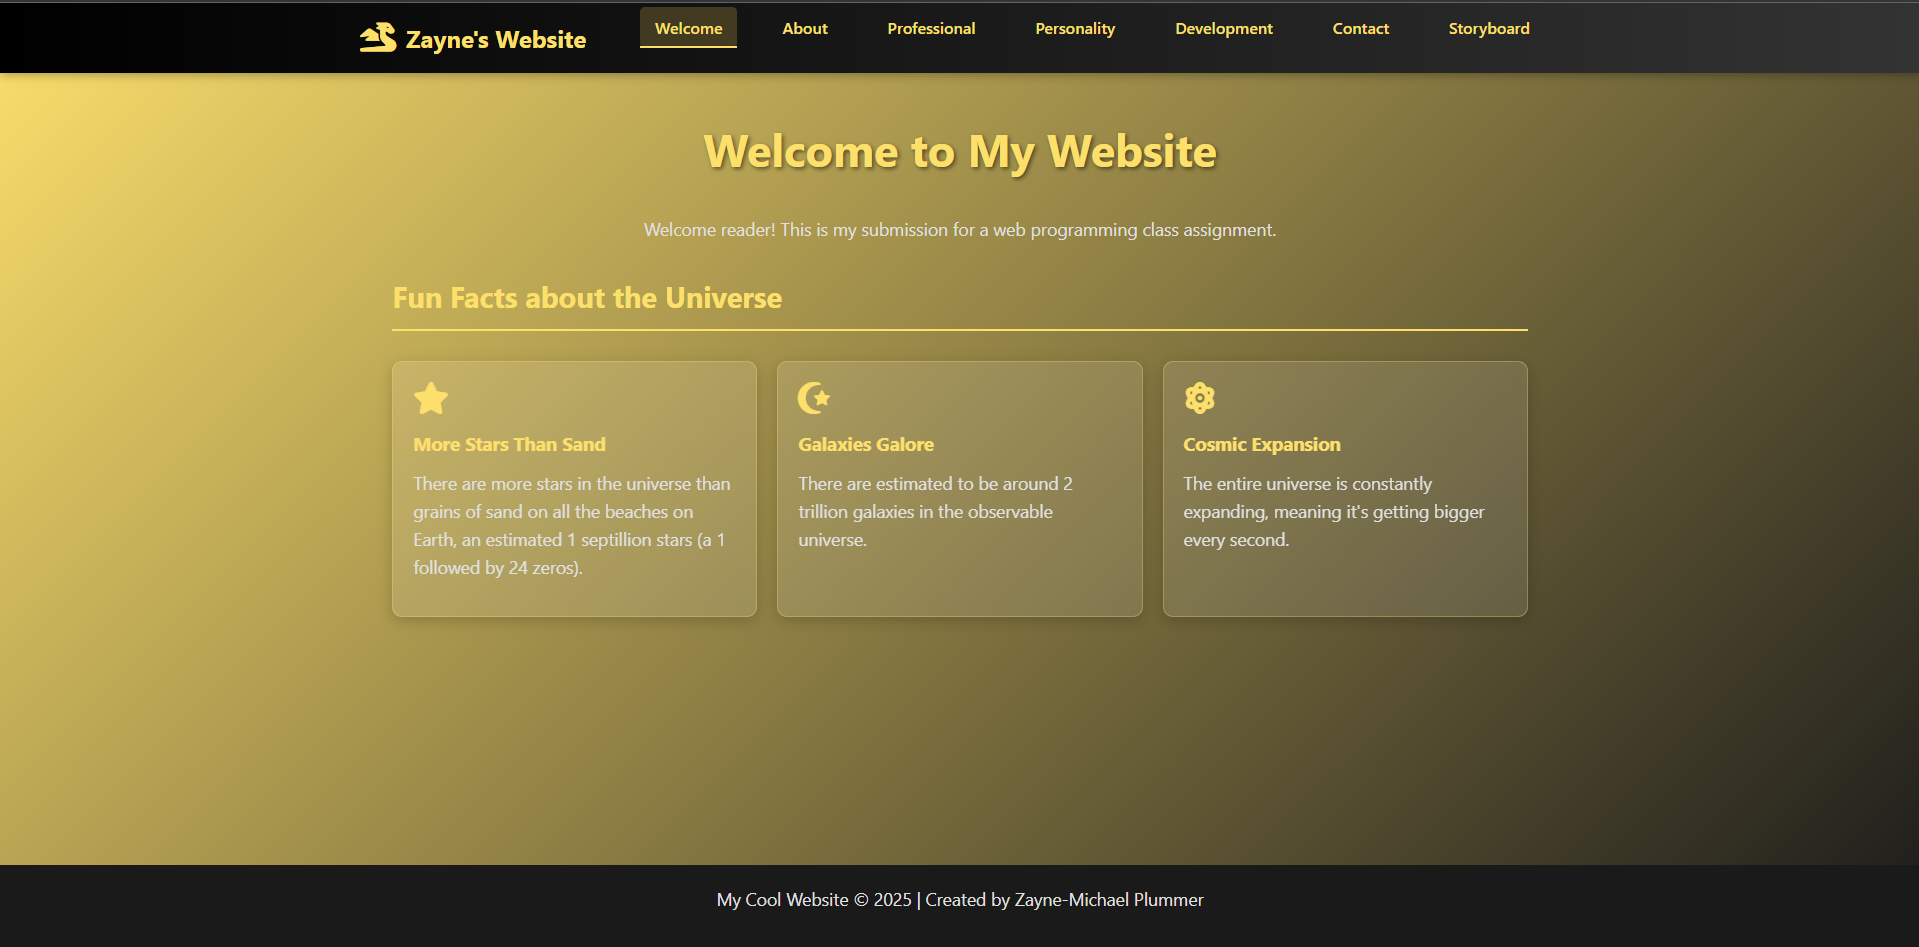 Zayne's Website
Welcome
About
Professional
Personality
Development
Contact
Storyboard
Welcome to My Website
Welcome reader! This is my submission for a web programming class assignment.
Fun Facts about the Universe
More Stars Than Sand
There are more stars in the universe than
grains of sand on all the beaches on
Earth, an estimated 1 septillion stars (a 1
followed by 24 zeros).
Galaxies Galore
There are estimated to be around 2
trillion galaxies in the observable
universe.
Cosmic Expansion
The entire universe is constantly
expanding, meaning it's getting bigger
every second.
My Cool Website © 2025 | Created by Zayne-Michael Plummer